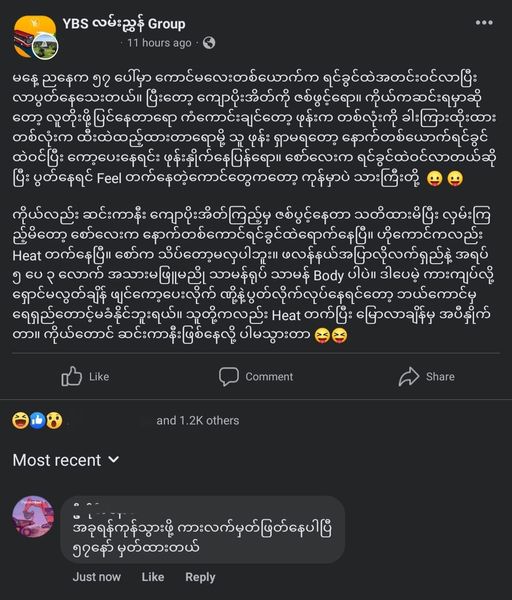 YBS လမ်းညွှန် Group
11 hours ago
မနေ့ ညနေက ၅၇ ပေါ်မှာ ကောင်မလေးတစ်ယောက်က ရင်ခွင်ထဲအတင်းဝင်လာပြီး
လာပွတ်နေသေးတယ်။ ပြီးတော့ ကျောပိုးအိတ်ကို ဇစ်ဖွင့်ရော။ ကိုယ်ကဆင်းရမှာဆို
တော့ လူတိုးဖို့ပြင်နေတာရော ကံကောင်းချင်တော့ ဖုန်းက တစ်လုံးကို ခါးကြားထိုးထား
တစ်လုံးက ထီးထဲထည့်ထားတာရောမို့ သူ ဖုန်း ရှာမရတော့ နောက်တစ်ယောက်ရင်ခွင်
ထဲဝင်ပြီး ကော့ပေးနေရင်း ဖုန်းနှိုက်နေပြန်ရော။ စော်လေးက ရင်ခွင်ထဲဝင်လာတယ်ဆို
ပြီး ပွတ်နေရင် Feel တက်နေတဲ့ကောင်တွေကတော့ ကုန်မှာပဲ သားကြီးတို့ 😛😛
ကိုယ်လည်း ဆင်းကာနီး ကျောပိုးအိတ်ကြည့်မှ ဇစ်ပွင့်နေတာ သတိထားမိပြီး လှမ်းကြ
ည့်မိတော့ စော်လေးက နောက်တစ်ကောင်ရင်ခွင်ထဲရောက်နေပြီ။ ဟိုကောင်ကလည်း
Heat တက်နေပြီ။ စော်က သိပ်တော့မလှပါဘူး။ ဖလန်နယ်အပြာလိုလက်ရှည်နဲ့ အရပ်
၅ ပေ ၃ လောက် အသားမဖြူမညို သာမန်ရုပ် သာမန် Body ပါပဲ။ ဒါပေမဲ့ ကားကျပ်လို့
ရှောင်မလွတ်ချိန် ဖျင်ကော့ပေးလိုက် ဏှို့နဲ့ပွတ်လိုက်လုပ်နေရင်တော့ ဘယ်ကောင်မှ
ရေရှည်တောင့်မခံနိုင်ဘူးရယ်။ သူတို့ကလည်း Heat တက်ပြီး မြောလာချိန်မှ အပီနှိုက်
တာ။ ကိုယ်တောင် ဆင်းကာနီးဖြစ်နေလို့ ပါမသွားတာ 😝😝
Like
Comment
Share
and 1.2K others
Most recent
အခုရန်ကုန်သွားဖို့ ကားလက်မှတ်ဖြတ်နေပါပြီ
၅၇နော် မှတ်ထားတယ်
Just now Like Reply